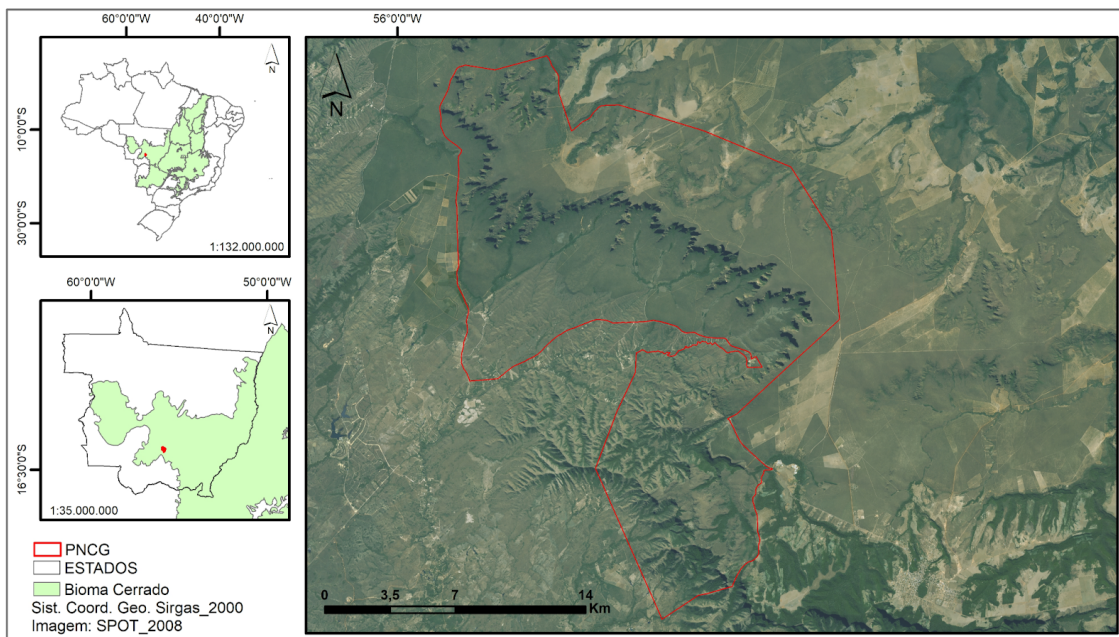 60°0'0"W
40°0'0"W
56°0'0"W
N
10°0'0"S
30°0'0"S
1:132.000.000
N
60°0'0"W
50°0'0"W
N
16°30'0"S
1:35.000.000
PNCG
ESTADOS
Bioma Cerrado
Sist. Coord. Geo. Sirgas_2000
Imagem: SPOT_2008
0
3,5
7
14
Km